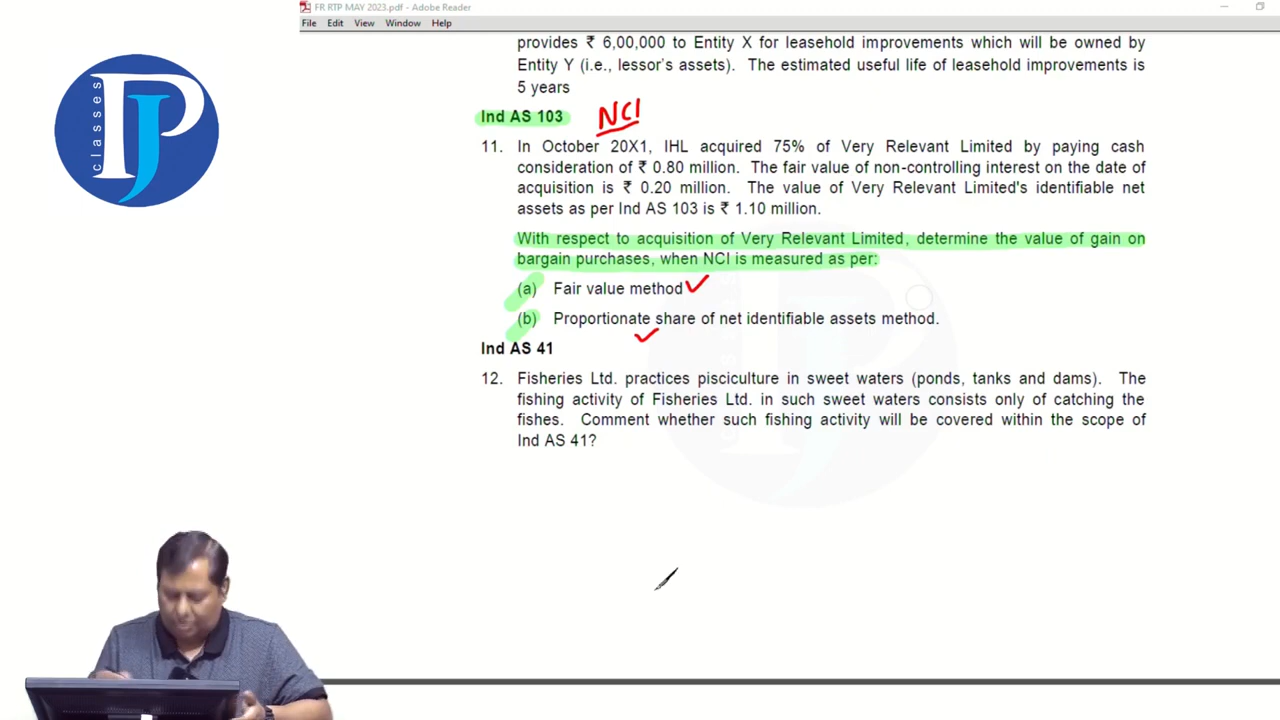 FR RTP MAY 2023.pdf - Adobe Reader
File Edit View Window Help
classes
PJ
provides ₹ 6,00,000 to Entity X for leasehold improvements which will be owned by
Entity Y (i.e., lessor's assets). The estimated useful life of leasehold improvements is
5 years
Ind AS 103
NCI
11. In October 20X1, IHL acquired 75% of Very Relevant Limited by paying cash
consideration of ₹ 0.80 million. The fair value of non-controlling interest on the date of
acquisition is ₹ 0.20 million. The value of Very Relevant Limited's identifiable net
assets as per Ind AS 103 is ₹ 1.10 million.
With respect to acquisition of Very Relevant Limited, determine the value of gain on
bargain purchases, when NCI is measured as per:
(a) Fair value method
(b) Proportionate share of net identifiable assets method.
Ind AS 41
12. Fisheries Ltd. practices pisciculture in sweet waters (ponds, tanks and dams). The
fishing activity of Fisheries Ltd. in such sweet waters consists only of catching the
fishes. Comment whether such fishing activity will be covered within the scope of
Ind AS 41?